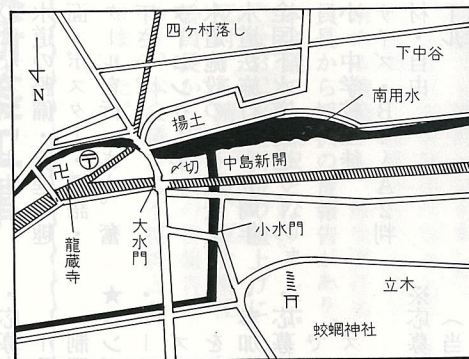 四ヶ村落し
下中谷
N
南用水
揚土
卍
〒
〆切
中島新開
大水門
小水門
龍蔵寺
立木
蛟蝄神社